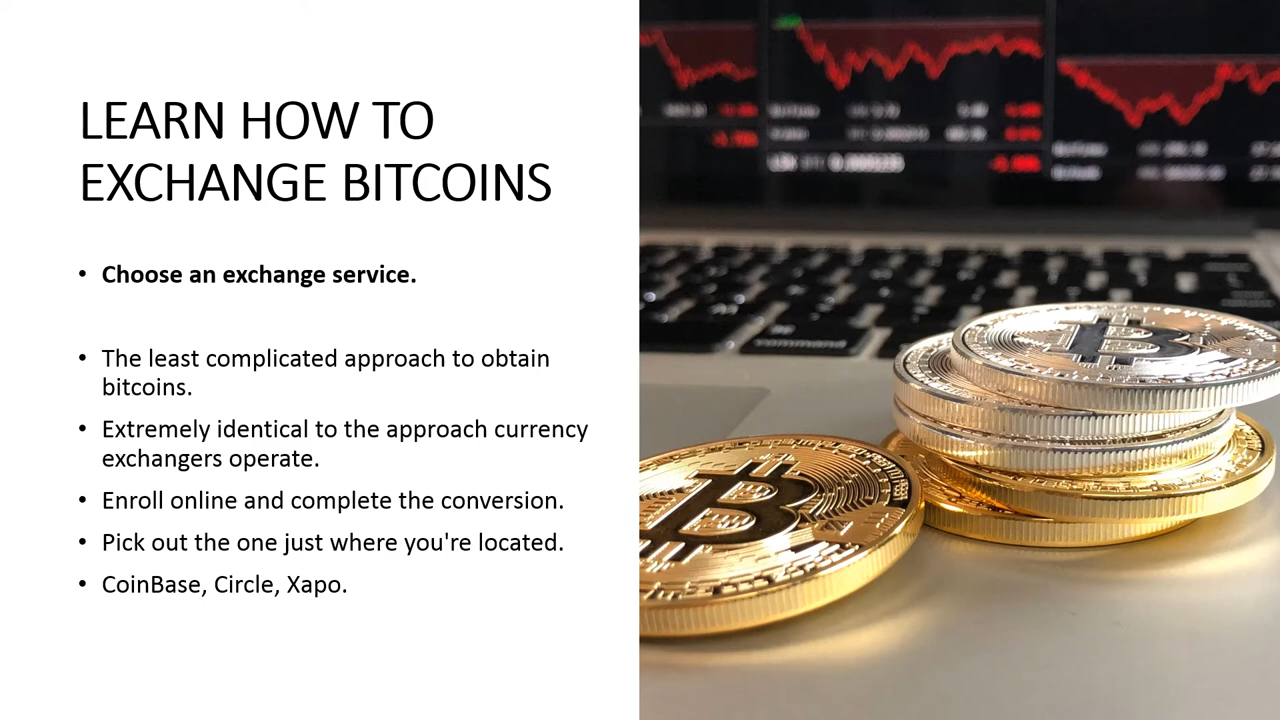 LEARN HOW TO
EXCHANGE BITCOINS
• Choose an exchange service.
• The least complicated approach to obtain
bitcoins.
• Extremely identical to the approach currency
exchangers operate.
• Enroll online and complete the conversion.
• Pick out the one just where you're located.
• CoinBase, Circle, Xapo.
command